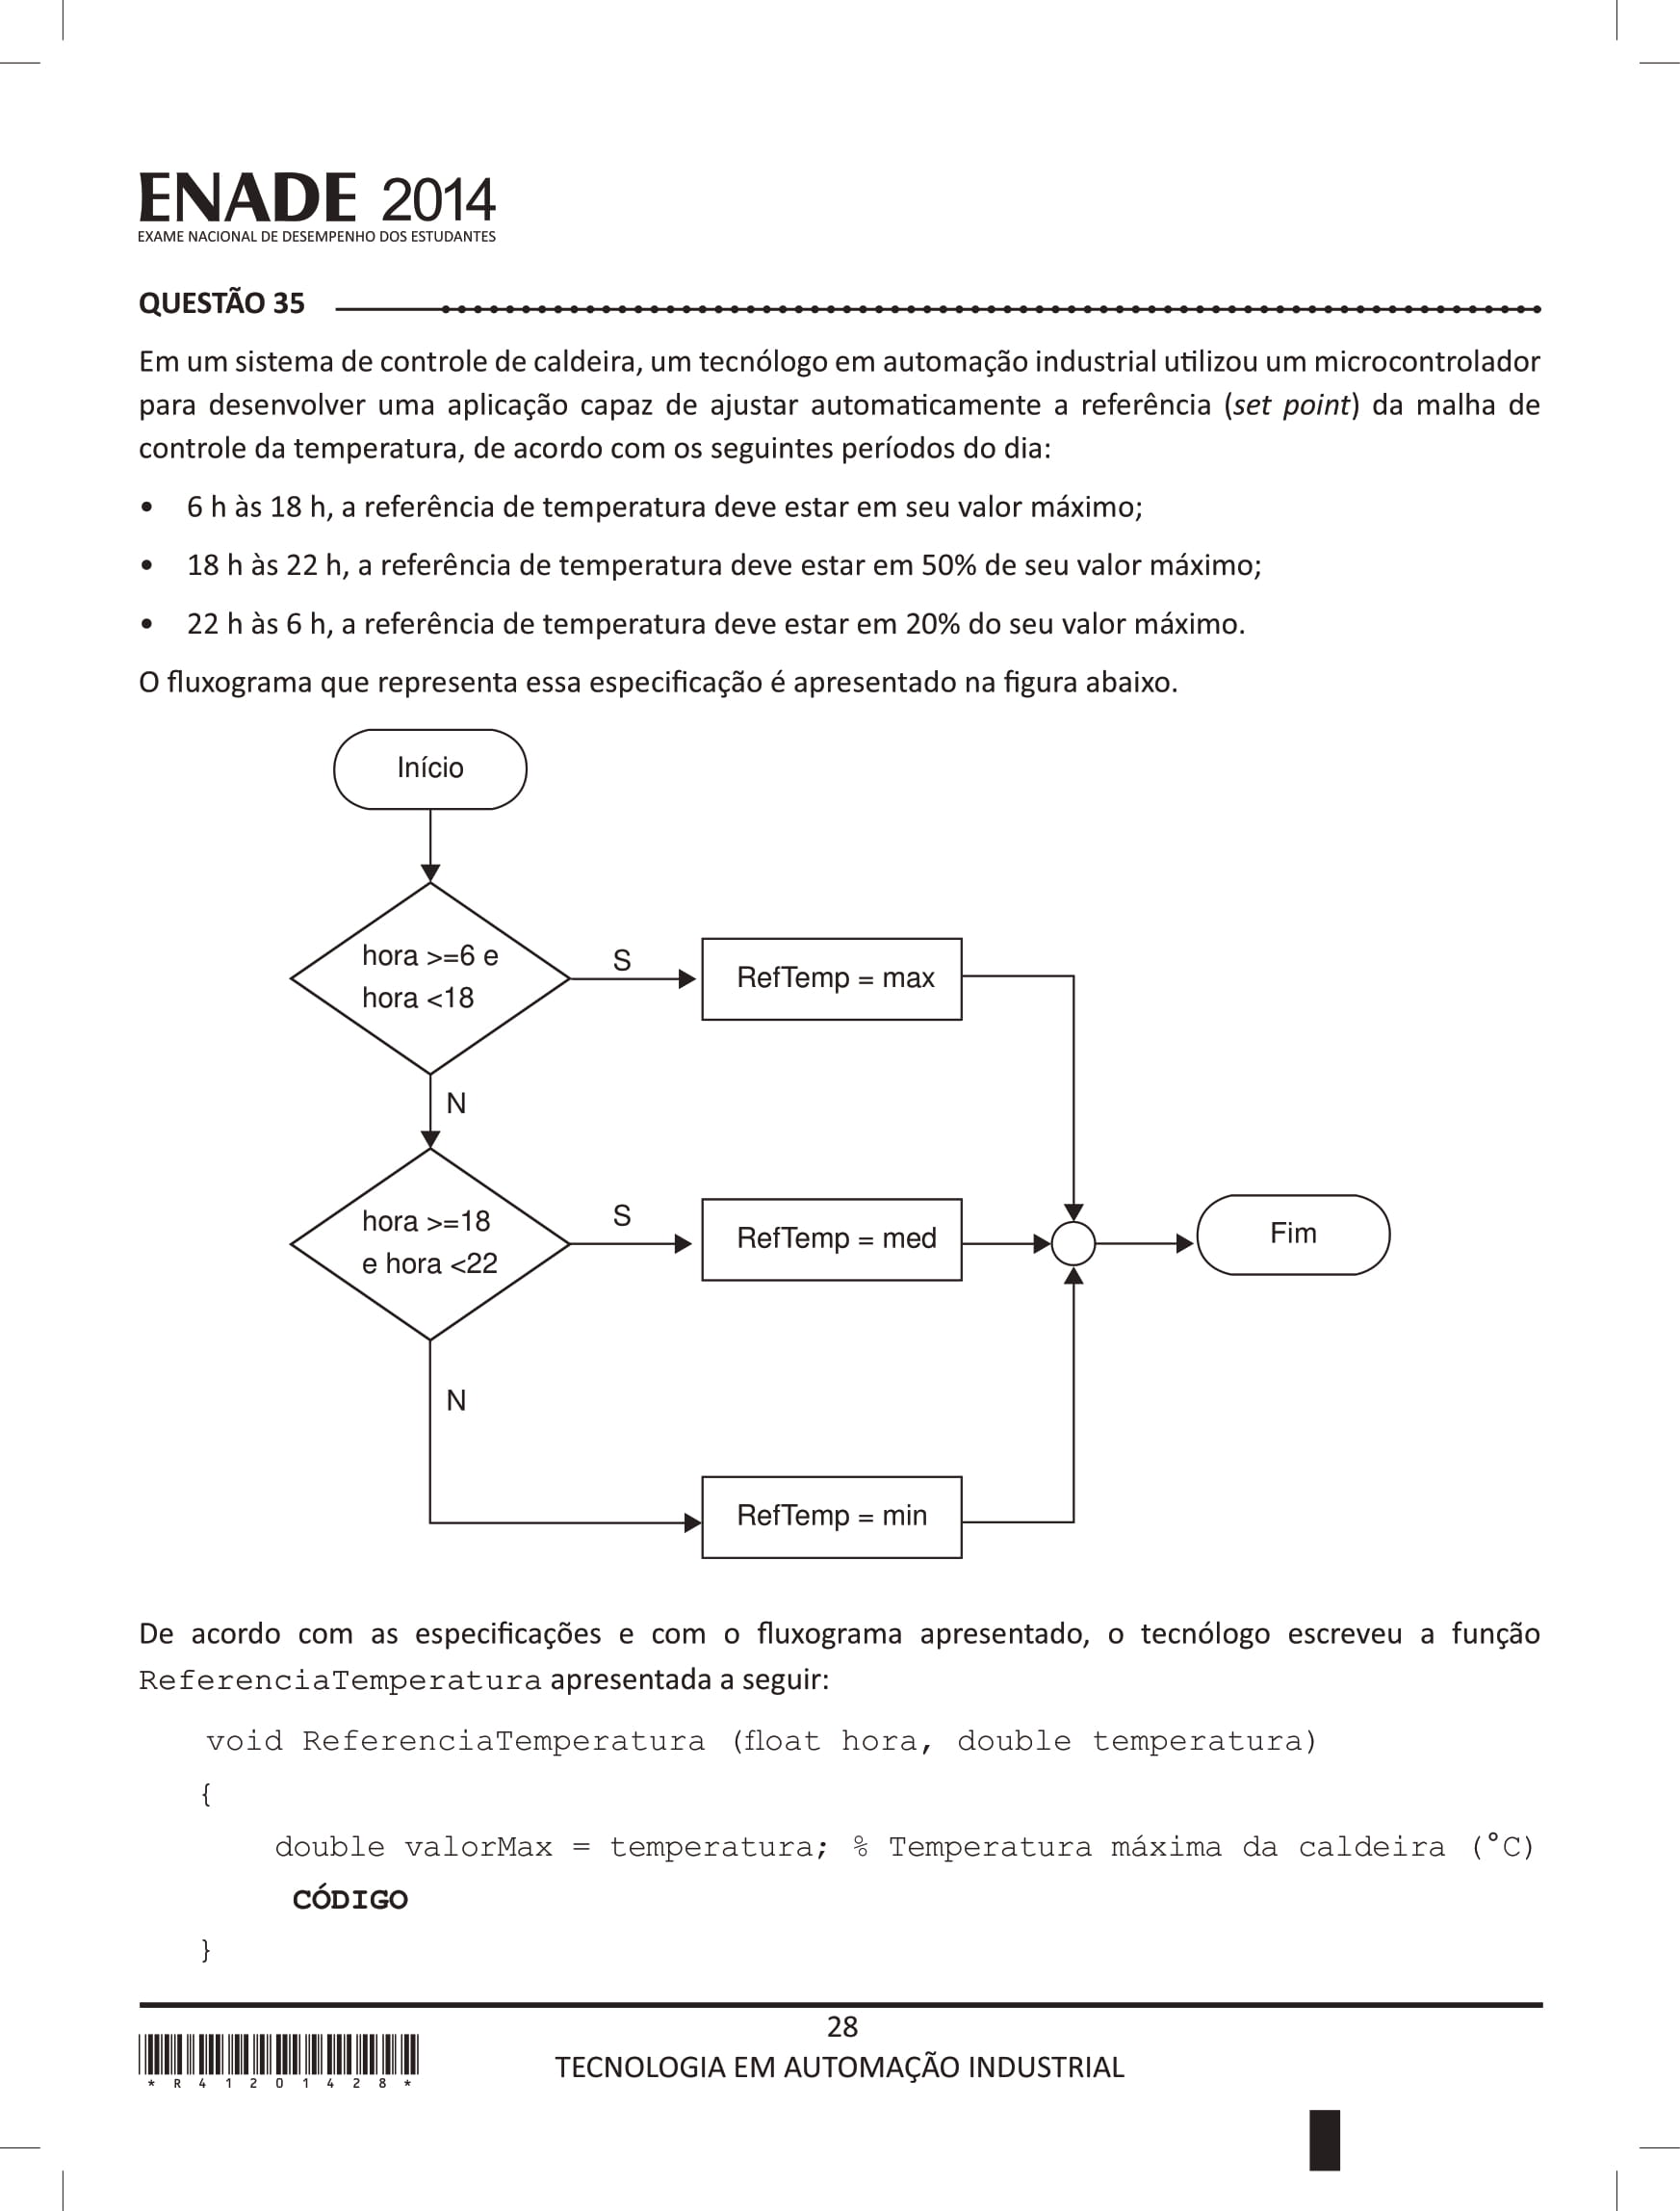 ENADE 2014
EXAME NACIONAL DE DESEMPENHO DOS ESTUDANTES
QUESTÃO 35
Em um sistema de controle de caldeira, um tecnólogo em automação industrial utilizou um microcontrolador
para desenvolver uma aplicação capaz de ajustar automaticamente a referência (set point) da malha de
controle da temperatura, de acordo com os seguintes períodos do dia:
• 6 h às 18 h, a referência de temperatura deve estar em seu valor máximo;
• 18 h às 22 h, a referência de temperatura deve estar em 50% de seu valor máximo;
• 22 h às 6 h, a referência de temperatura deve estar em 20% do seu valor máximo.
O fluxograma que representa essa especificação é apresentado na figura abaixo.
Início
hora >=6 e
hora <18
S
RefTemp = max
N
hora >=18
e hora <22
S
RefTemp = med
Fim
N
RefTemp = min
De acordo com as especificações e com o fluxograma apresentado, o tecnólogo escreveu a função
ReferenciaTemperatura apresentada a seguir:
void ReferenciaTemperatura (float hora, double temperatura)
{
double valorMax = temperatura; % Temperatura máxima da caldeira (°C)
CÓDIGO
}
28
TECNOLOGIA EM AUTOMAÇÃO INDUSTRIAL
* R 4 1 2 0 1 4 2 8 *